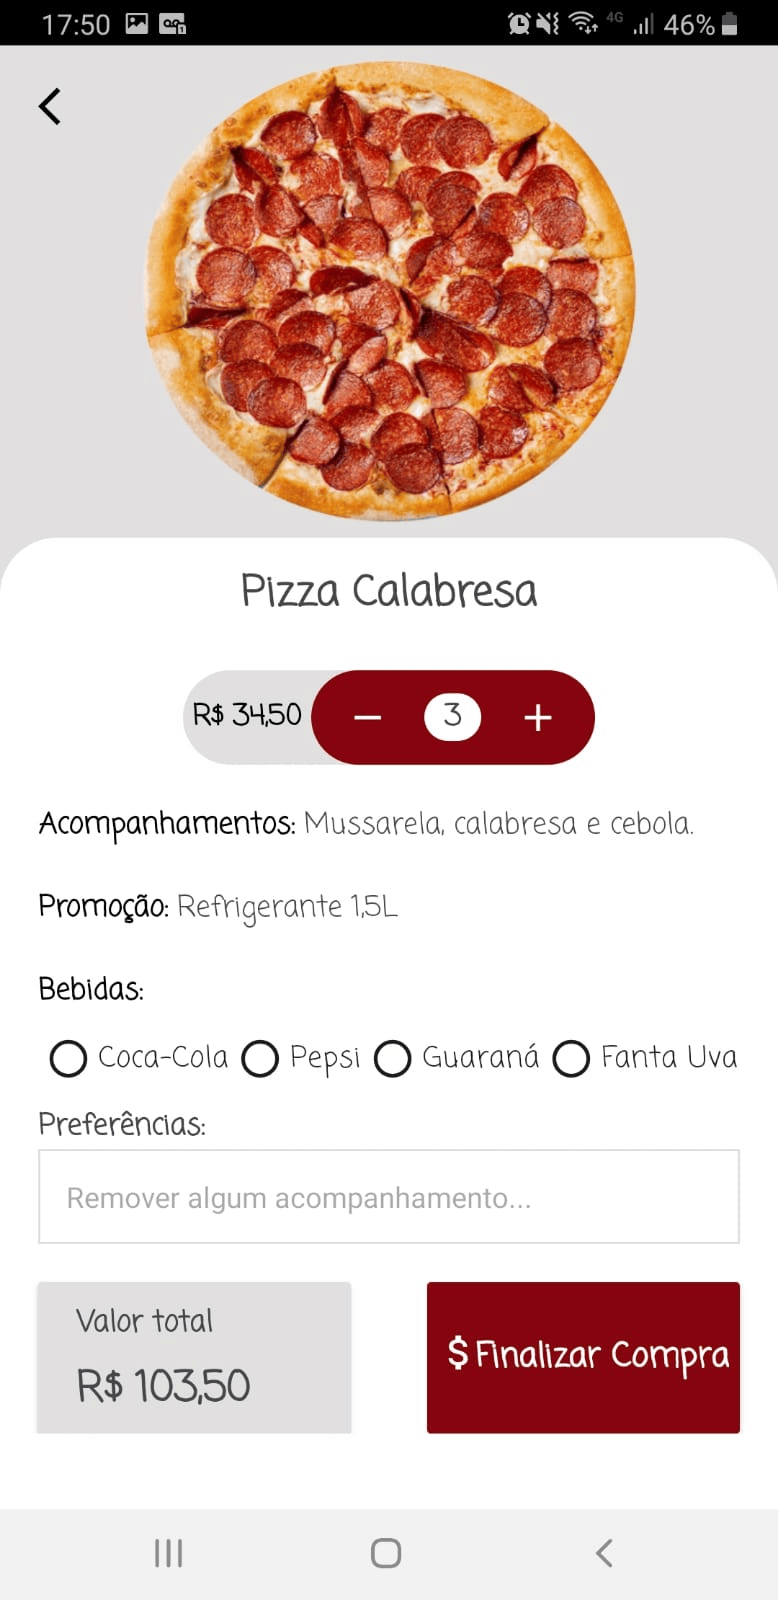 17:50
4G
46%
Pizza Calabresa
R$ 34,50
3
Acompanhamentos: Mussarela, calabresa e cebola.
Promoção: Refrigerante 1,5L
Bebidas:
Coca-Cola Pepsi Guaraná Fanta Uva
Preferências:
Remover algum acompanhamento...
Valor total
R$ 103,50
$ Finalizar Compra